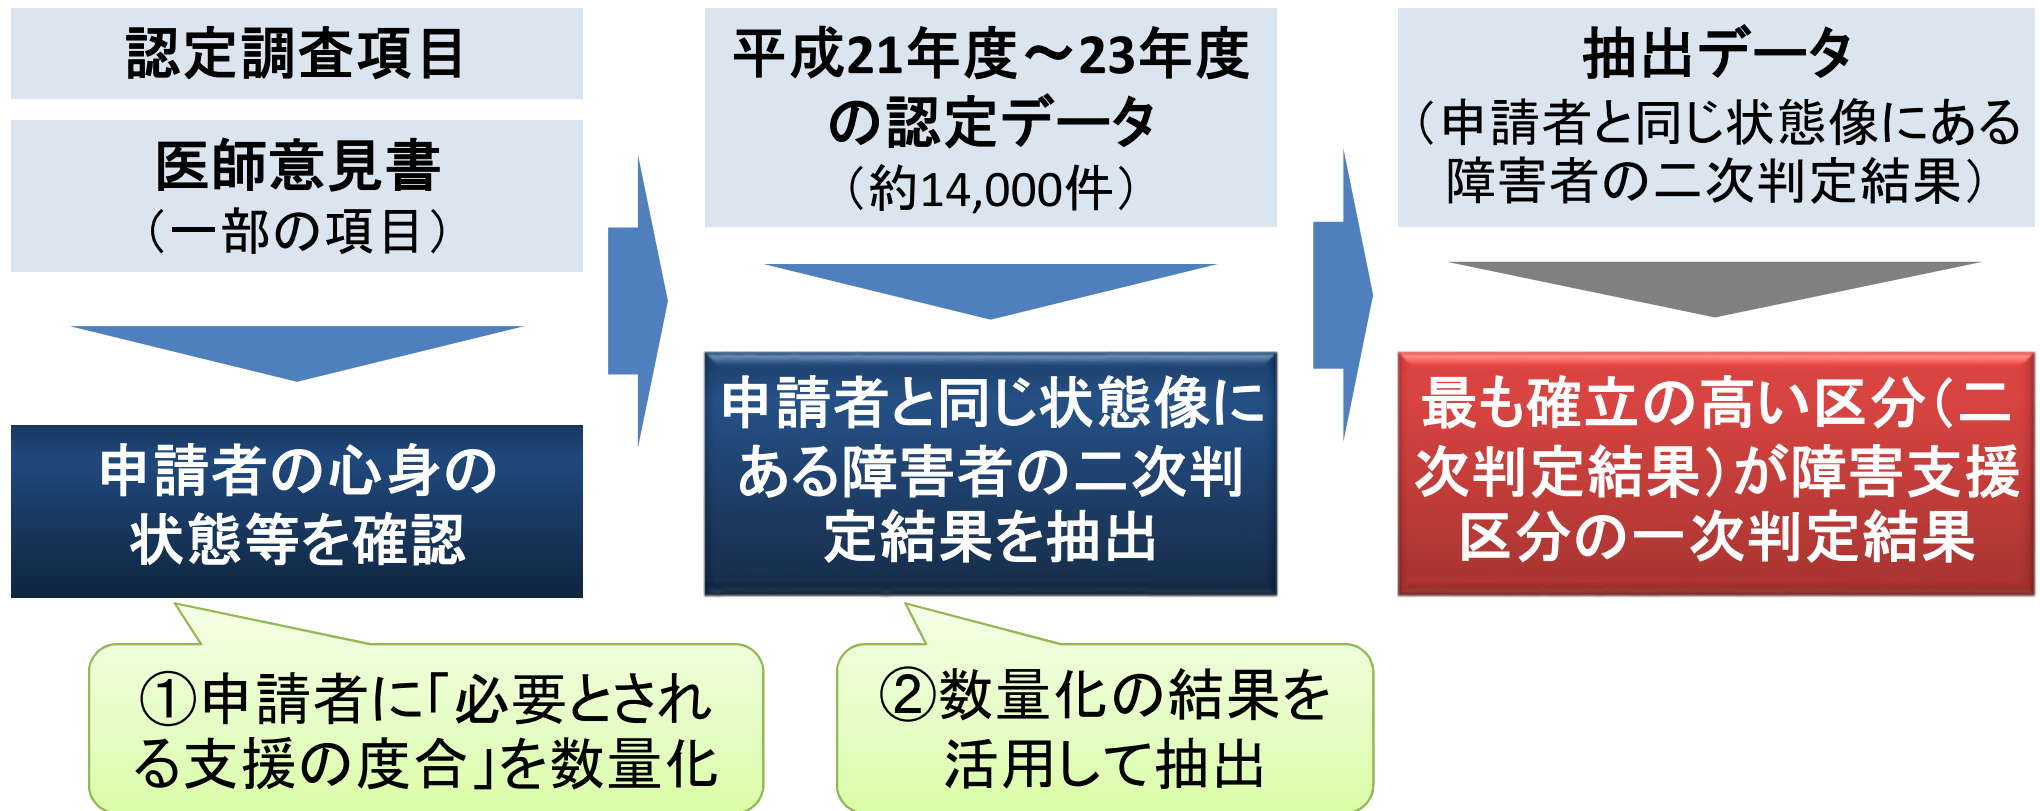 認定調査項目
医師意見書
（一部の項目）
申請者の心身の
状態等を確認
①申請者に「必要とされ
る支援の度合」を数量化
平成21年度～23年度
の認定データ
（約14,000件）
申請者と同じ状態像に
ある障害者の二次判
定結果を抽出
②数量化の結果を
活用して抽出
抽出データ
（申請者と同じ状態像にある
障害者の二次判定結果）
最も確立の高い区分（二
次判定結果）が障害支援
区分の一次判定結果